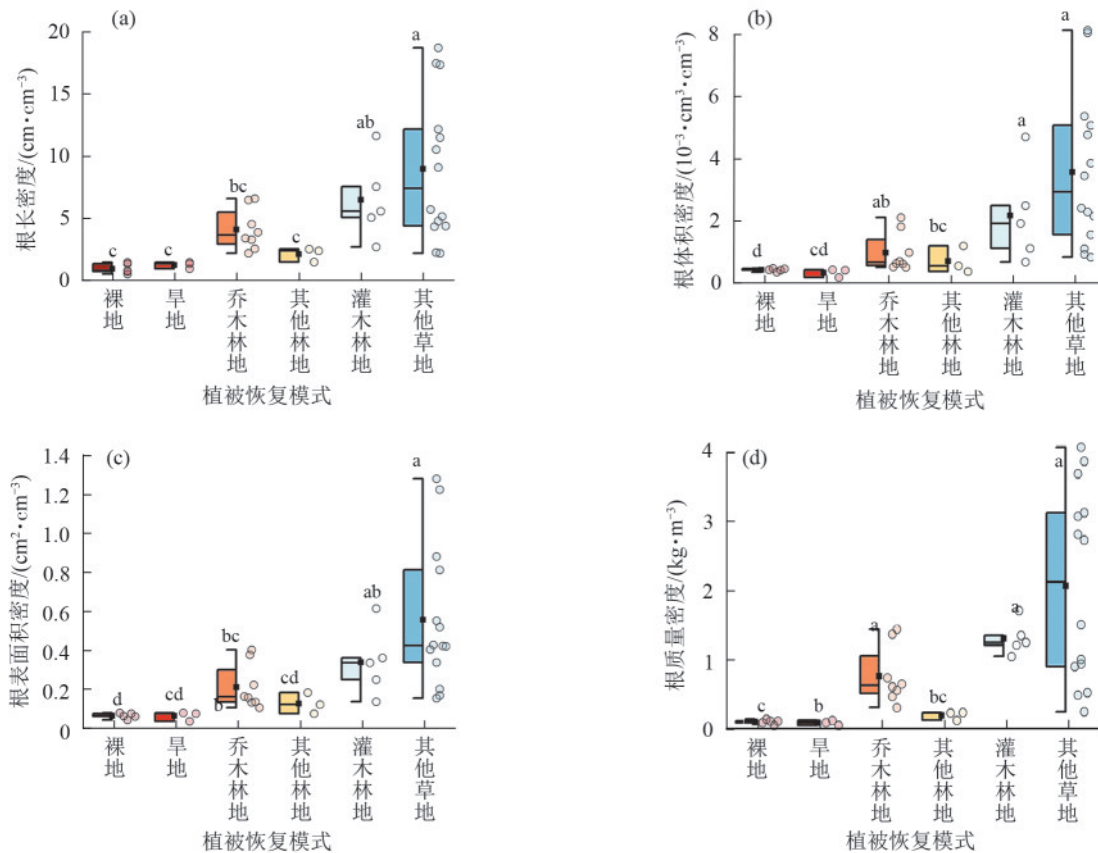 (a)
根长密度/(cm·cm⁻³)
20
15
10
5
0
c
c
bc
c
ab
a
裸地
旱地
乔木林地
其他林地
灌木林地
其他草地
植被恢复模式
(b)
根体积密度/(10⁻³·cm³·cm⁻³)
8
6
4
2
0
d
cd
ab
bc
a
a
裸地
旱地
乔木林地
其他林地
灌木林地
其他草地
植被恢复模式
(c)
根表面积密度/(cm²·cm⁻³)
1.4
1.2
1.0
0.8
0.6
0.4
0.2
0
d
cd
bc
b
cd
ab
a
裸地
旱地
乔木林地
其他林地
灌木林地
其他草地
植被恢复模式
(d)
根质量密度/(kg·m⁻³)
4
3
2
1
0
c
b
a
bc
a
a
裸地
旱地
乔木林地
其他林地
灌木林地
其他草地
植被恢复模式